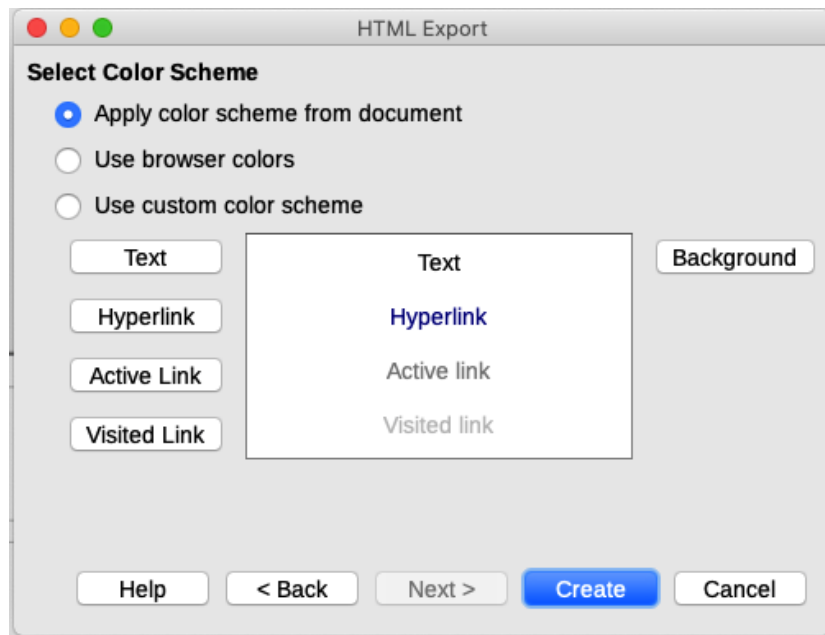 HTML Export
Select Color Scheme
Apply color scheme from document
Use browser colors
Use custom color scheme
Text
Text
Background
Hyperlink
Hyperlink
Active Link
Active link
Visited Link
Visited link
Help
< Back
Next >
Create
Cancel